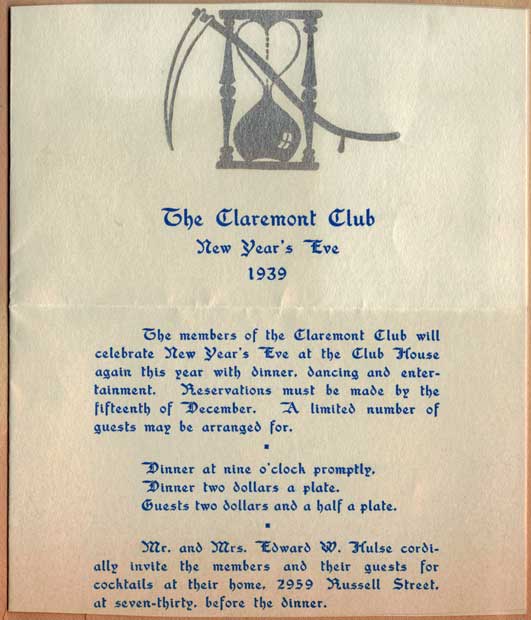 The Claremont Club
New Year's Eve
1939
The members of the Claremont Club will
celebrate New Year's Eve at the Club House
again this year with dinner, dancing and enter-
tainment. Reservations must be made by the
fifteenth of December. A limited number of
guests may be arranged for.
Dinner at nine o'clock promptly.
Dinner two dollars a plate.
Guests two dollars and a half a plate.
Mr. and Mrs. Edward W. Hulse cordi-
ally invite the members and their guests for
cocktails at their home, 2959 Russell Street,
at seven-thirty, before the dinner.